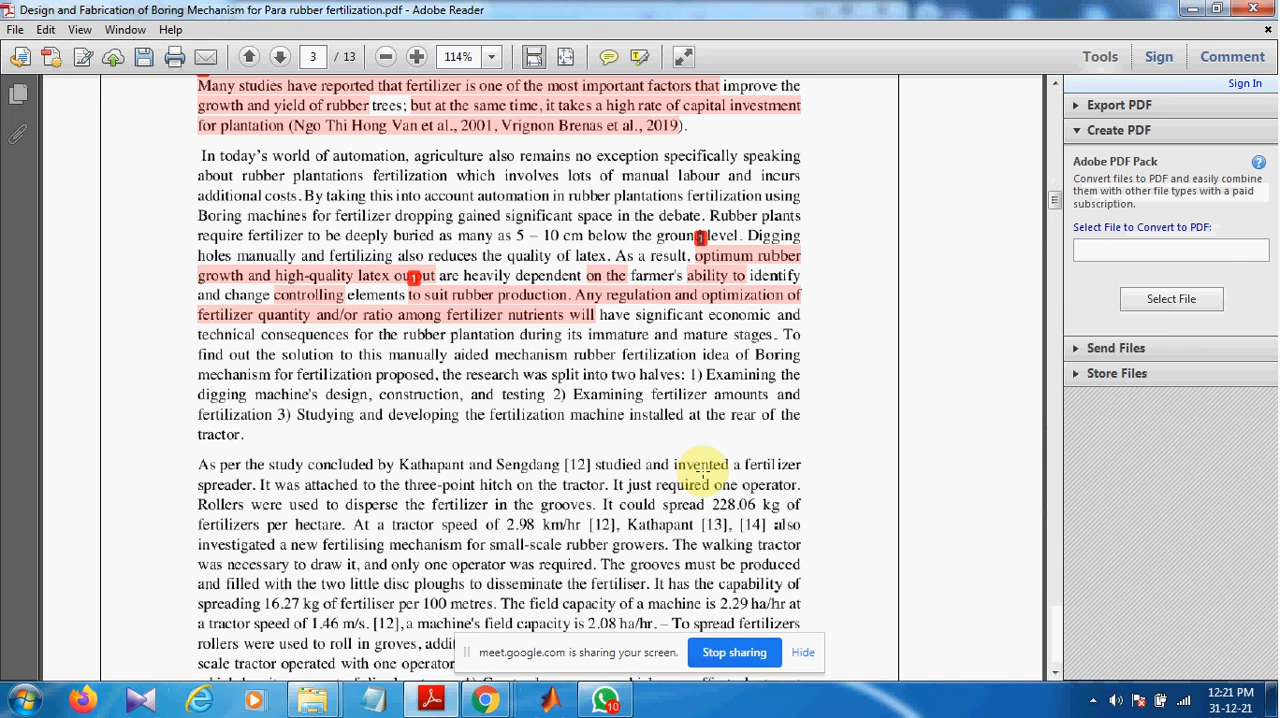 Design and Fabrication of Boring Mechanism for Para rubber fertilization.pdf - Adobe Reader
File Edit View Window Help
3 / 13 114% Tools Sign Comment
Sign In
Export PDF
Create PDF
Adobe PDF Pack
Convert files to PDF and easily combine
them with other file types with a paid
subscription.
Select File to Convert to PDF:
Select File
Send Files
Store Files
Many studies have reported that fertilizer is one of the most important factors that improve the
growth and yield of rubber trees; but at the same time, it takes a high rate of capital investment
for plantation (Ngo Thi Hong Van et al., 2001, Vrignon Brenas et al., 2019).
In today's world of automation, agriculture also remains no exception specifically speaking
about rubber plantations fertilization which involves lots of manual labour and incurs
additional costs. By taking this into account automation in rubber plantations fertilization using
Boring machines for fertilizer dropping gained significant space in the debate. Rubber plants
require fertilizer to be deeply buried as many as 5 – 10 cm below the ground level. Digging
holes manually and fertilizing also reduces the quality of latex. As a result, optimum rubber
growth and high-quality latex output are heavily dependent on the farmer's ability to identify
1
and change controlling elements to suit rubber production. Any regulation and optimization of
fertilizer quantity and/or ratio among fertilizer nutrients will have significant economic and
technical consequences for the rubber plantation during its immature and mature stages. To
find out the solution to this manually aided mechanism rubber fertilization idea of Boring
mechanism for fertilization proposed, the research was split into two halves: 1) Examining the
digging machine's design, construction, and testing 2) Examining fertilizer amounts and
fertilization 3) Studying and developing the fertilization machine installed at the rear of the
tractor.
As per the study concluded by Kathapant and Sengdang [12] studied and invented a fertilizer
spreader. It was attached to the three-point hitch on the tractor. It just required one operator.
Rollers were used to disperse the fertilizer in the grooves. It could spread 228.06 kg of
fertilizers per hectare. At a tractor speed of 2.98 km/hr [12], Kathapant [13], [14] also
investigated a new fertilising mechanism for small-scale rubber growers. The walking tractor
was necessary to draw it, and only one operator was required. The grooves must be produced
and filled with the two little disc ploughs to disseminate the fertiliser. It has the capability of
spreading 16.27 kg of fertiliser per 100 metres. The field capacity of a machine is 2.29 ha/hr at
a tractor speed of 1.46 m/s. [12], a machine's field capacity is 2.08 ha/hr. – To spread fertilizers
rollers were used to roll in groves,
scale tractor operated with one
meet.google.com is sharing your screen. Stop sharing Hide
10
12:21 PM
31-12-21